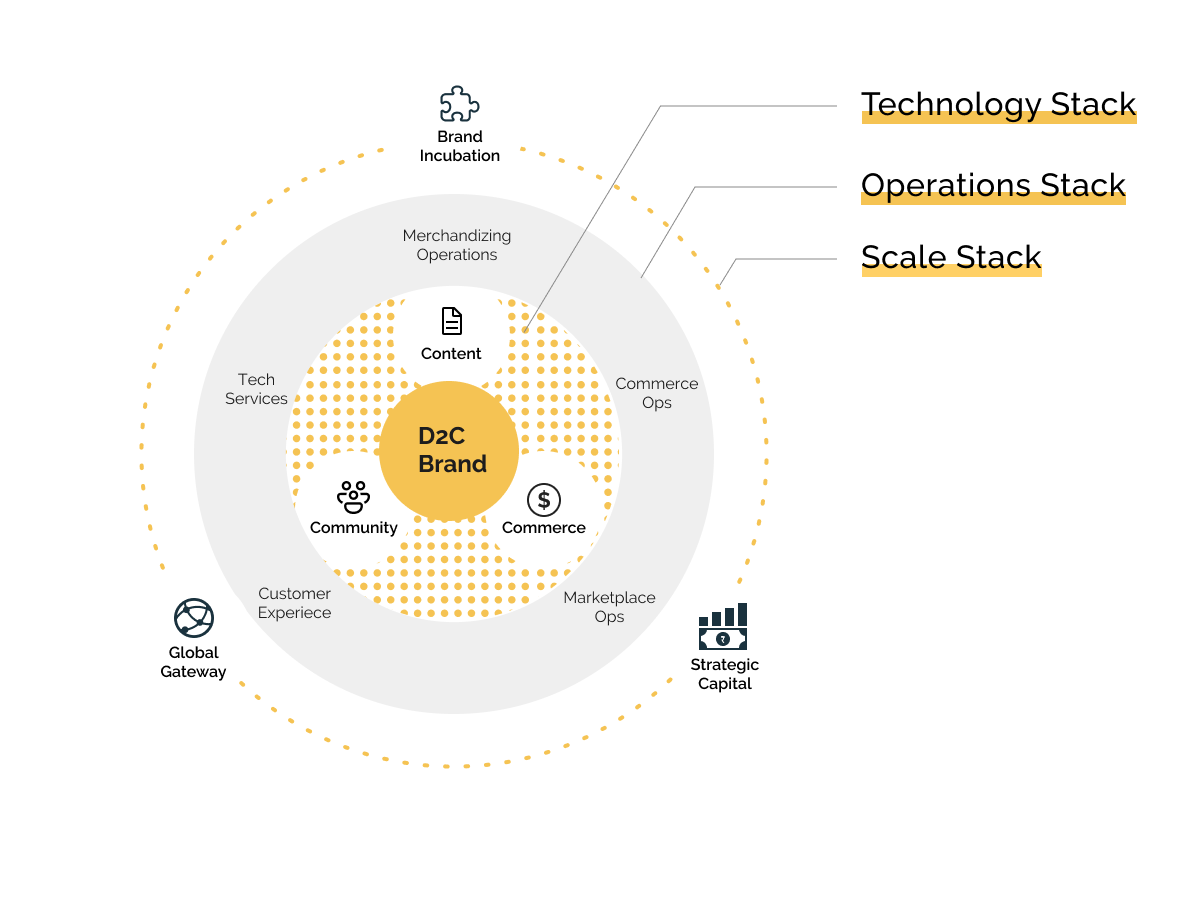 Technology Stack
Operations Stack
Scale Stack
Brand
Incubation
Merchandizing
Operations
Content
Tech
Services
Commerce
Ops
D2C
Brand
Community
$
Commerce
Customer
Experiece
Marketplace
Ops
Global
Gateway
₹
Strategic
Capital